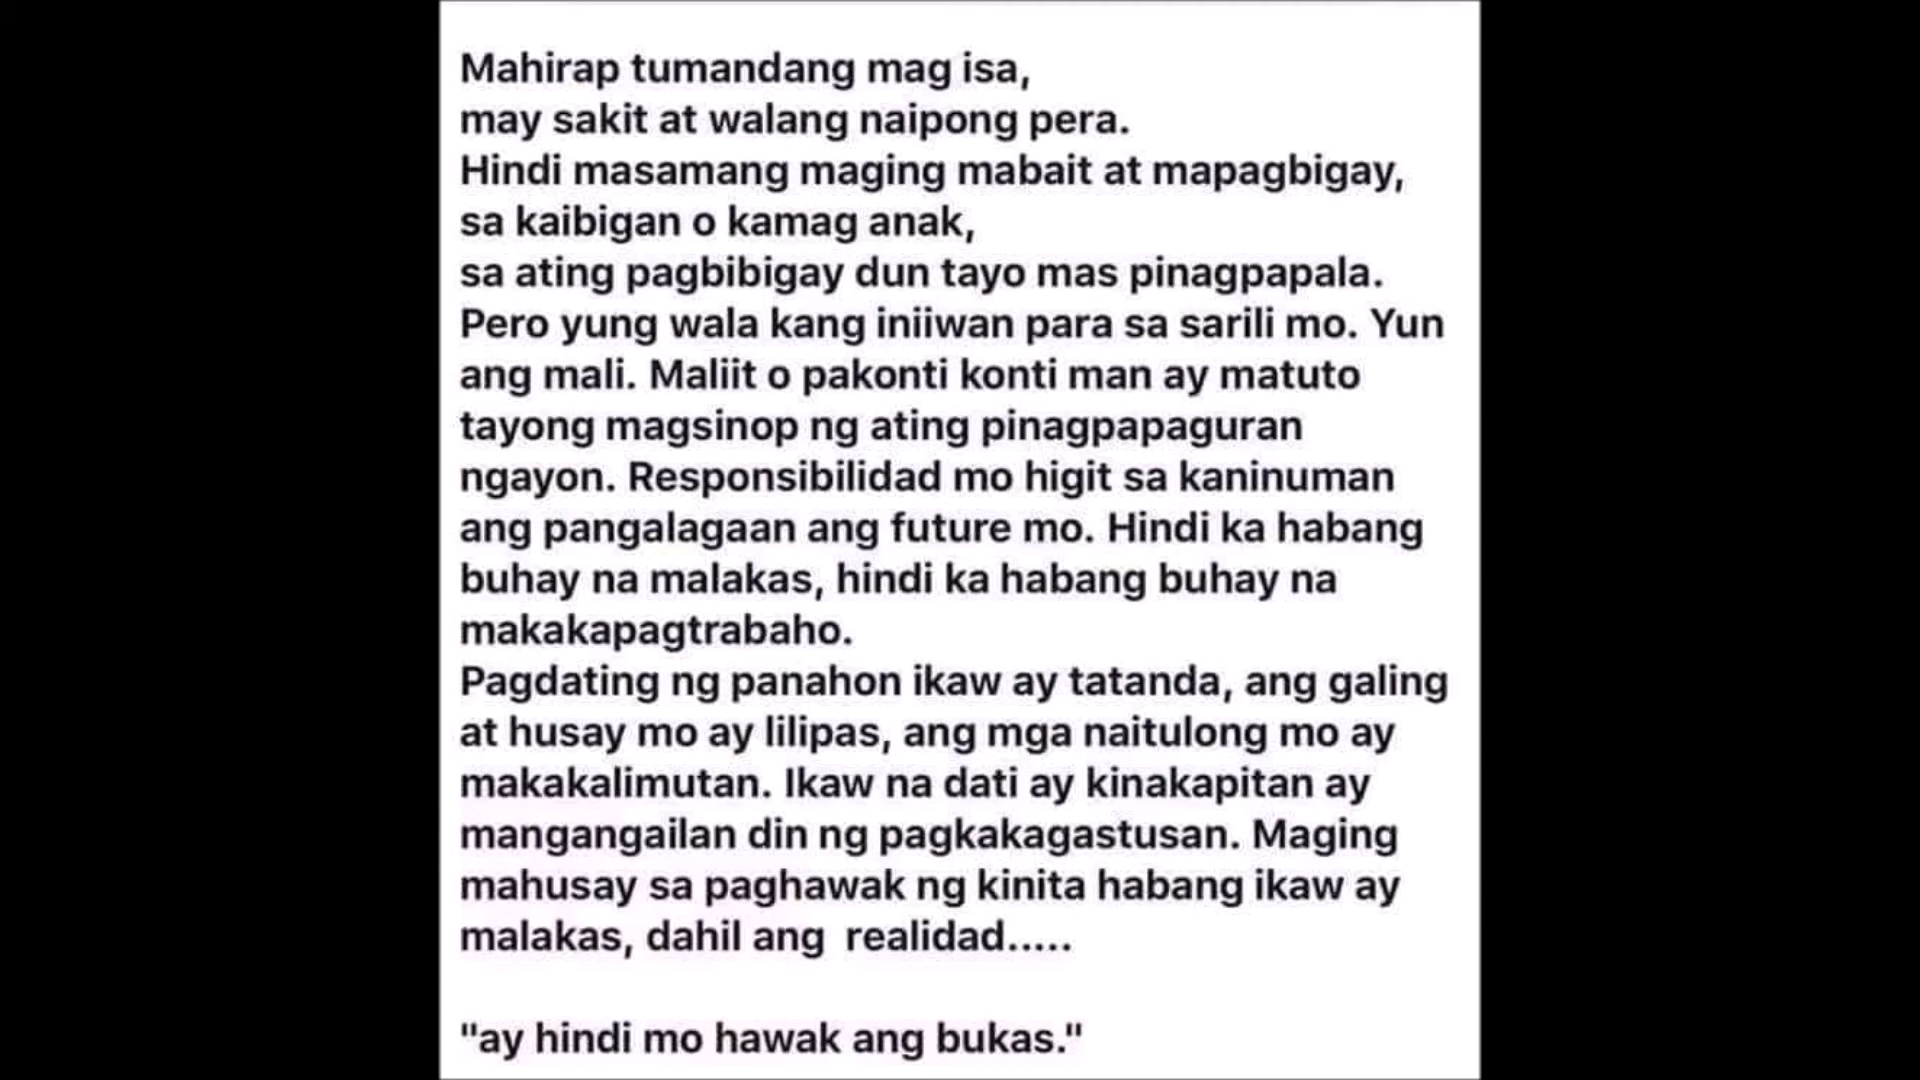 Mahirap tumandang mag isa,
may sakit at walang naipong pera.
Hindi masamang maging mabait at mapagbigay,
sa kaibigan o kamag anak,
sa ating pagbibigay dun tayo mas pinagpapala.
Pero yung wala kang iniiwan para sa sarili mo. Yun
ang mali. Maliit o pakonti konti man ay matuto
tayong magsinop ng ating pinagpapaguran
ngayon. Responsibilidad mo higit sa kaninuman
ang pangalagaan ang future mo. Hindi ka habang
buhay na malakas, hindi ka habang buhay na
makakapagtrabaho.
Pagdating ng panahon ikaw ay tatanda, ang galing
at husay mo ay lilipas, ang mga naitulong mo ay
makakalimutan. Ikaw na dati ay kinakapitan ay
mangangailan din ng pagkakagastusan. Maging
mahusay sa paghawak ng kinita habang ikaw ay
malakas, dahil ang  realidad.....
"ay hindi mo hawak ang bukas."